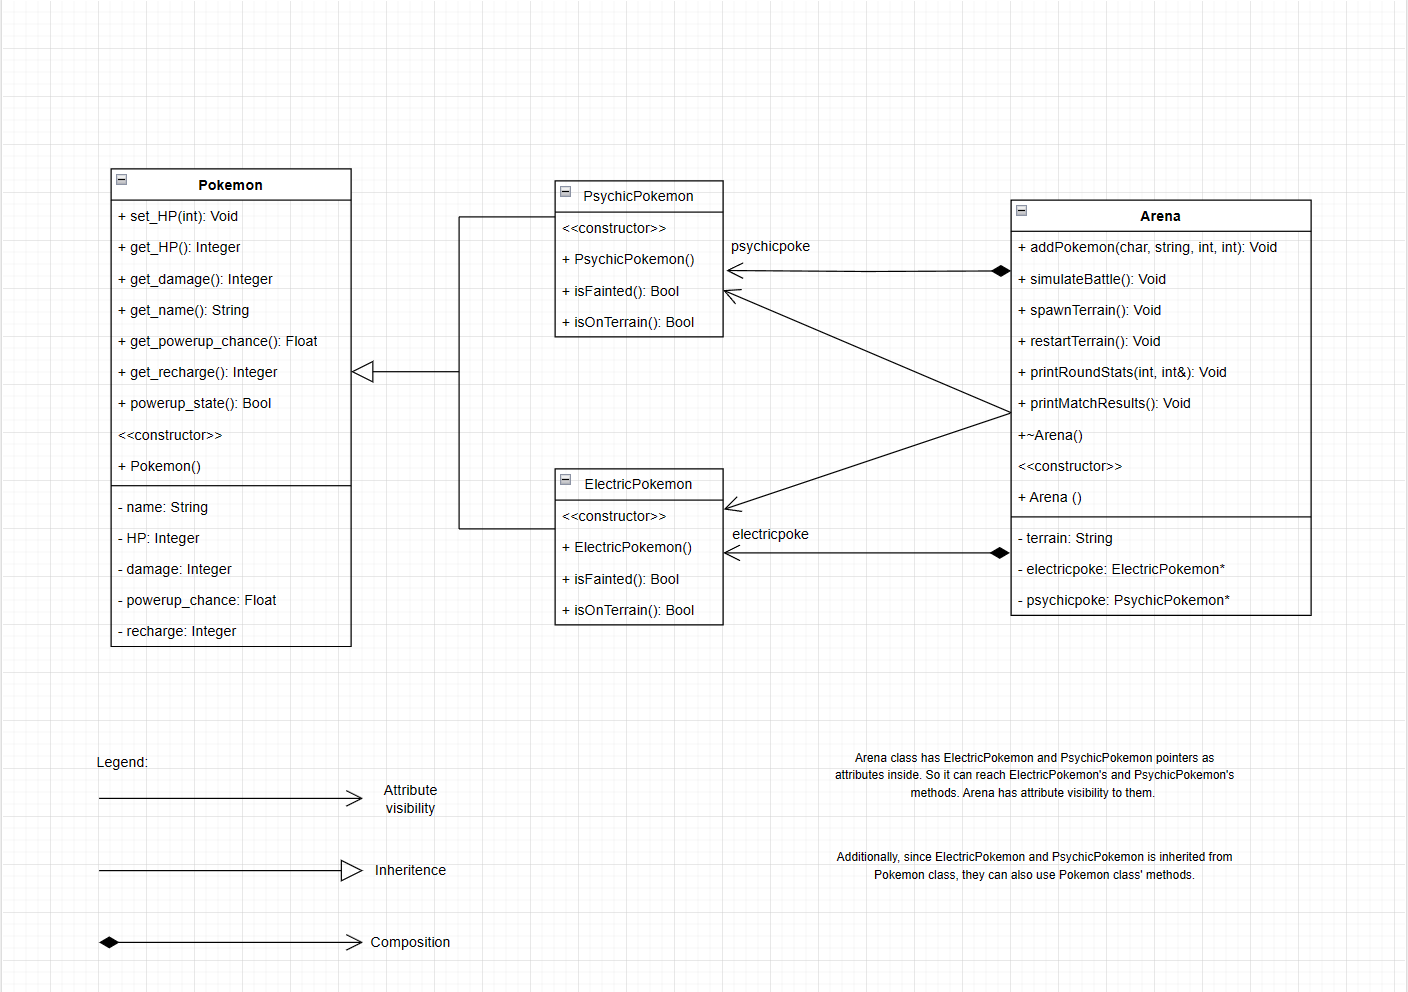 Pokemon
+ set_HP(int): Void
+ get_HP(): Integer
+ get_damage(): Integer
+ get_name(): String
+ get_powerup_chance(): Float
+ get_recharge(): Integer
+ powerup_state(): Bool
<<constructor>>
+ Pokemon()
- name: String
- HP: Integer
- damage: Integer
- powerup_chance: Float
- recharge: Integer
PsychicPokemon
<<constructor>>
+ PsychicPokemon()
+ isFainted(): Bool
+ isOnTerrain(): Bool
psychicpoke
ElectricPokemon
<<constructor>>
+ ElectricPokemon()
+ isFainted(): Bool
+ isOnTerrain(): Bool
electricpoke
Arena
+ addPokemon(char, string, int, int): Void
+ simulateBattle(): Void
+ spawnTerrain(): Void
+ restartTerrain(): Void
+ printRoundStats(int, int&): Void
+ printMatchResults(): Void
+~Arena()
<<constructor>>
+ Arena ()
- terrain: String
- electricpoke: ElectricPokemon*
- psychicpoke: PsychicPokemon*
Legend:
Attribute
visibility
Inheritence
Composition
Arena class has ElectricPokemon and PsychicPokemon pointers as
attributes inside. So it can reach ElectricPokemon's and PsychicPokemon's
methods. Arena has attribute visibility to them.
Additionally, since ElectricPokemon and PsychicPokemon is inherited from
Pokemon class, they can also use Pokemon class' methods.